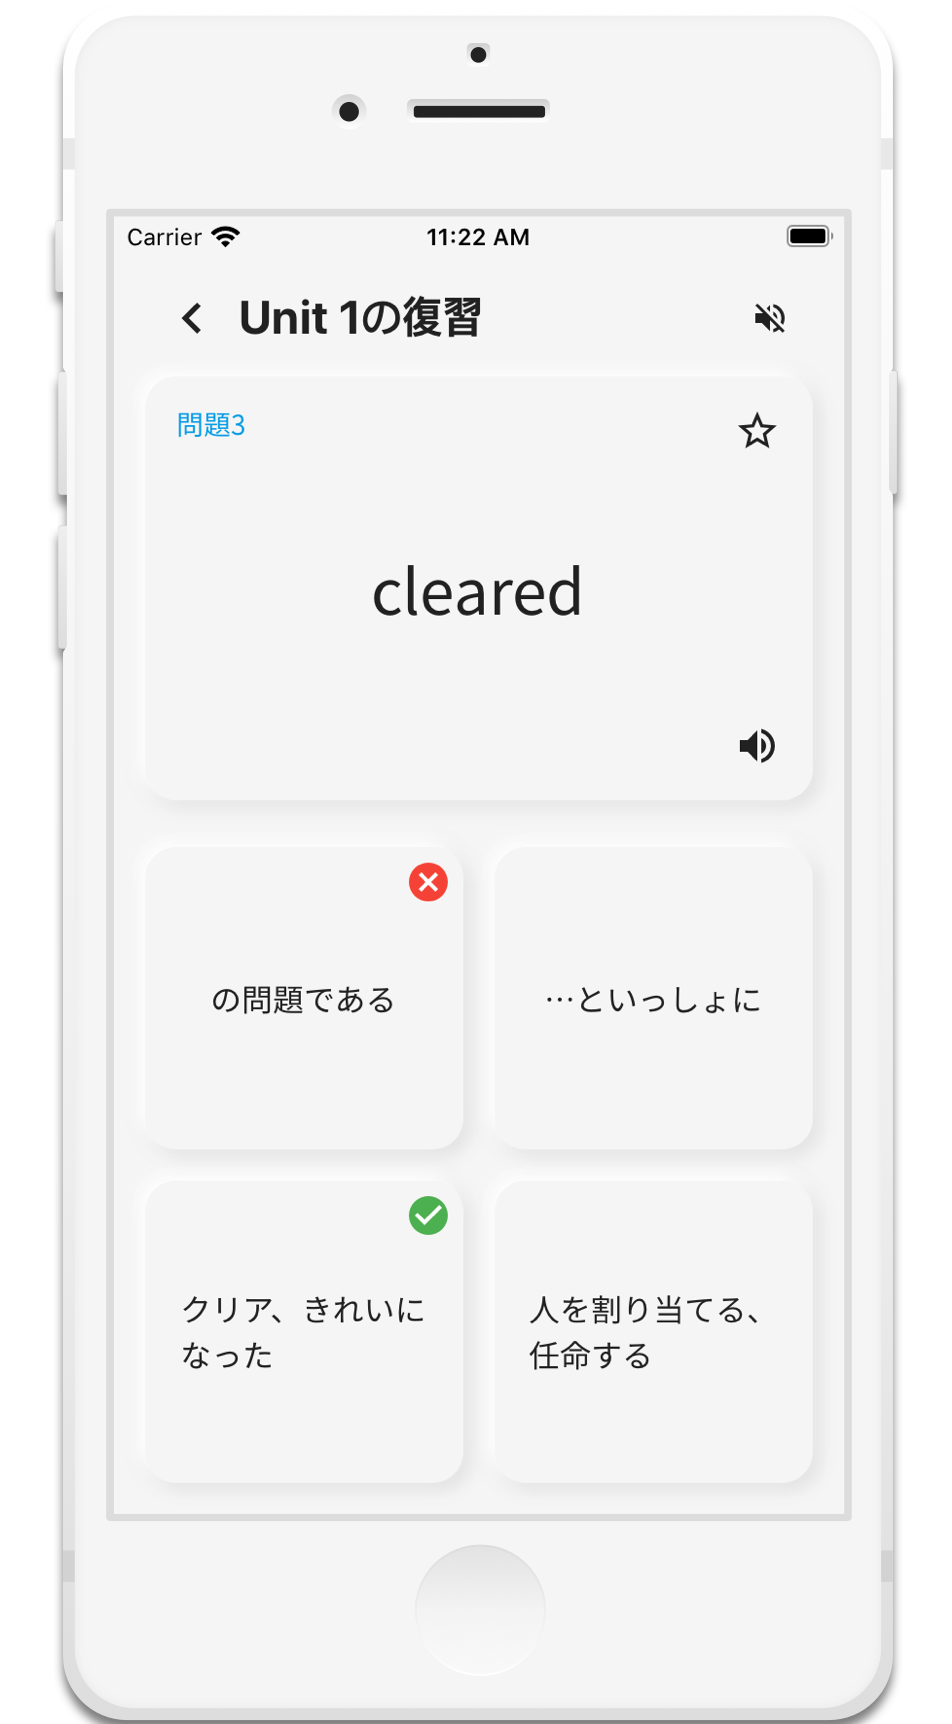 Carrier 11:22 AM
Unit 1の復習
問題3
cleared
の問題である
…といっしょに
クリア、きれいに
なった
人を割り当てる、
任命する